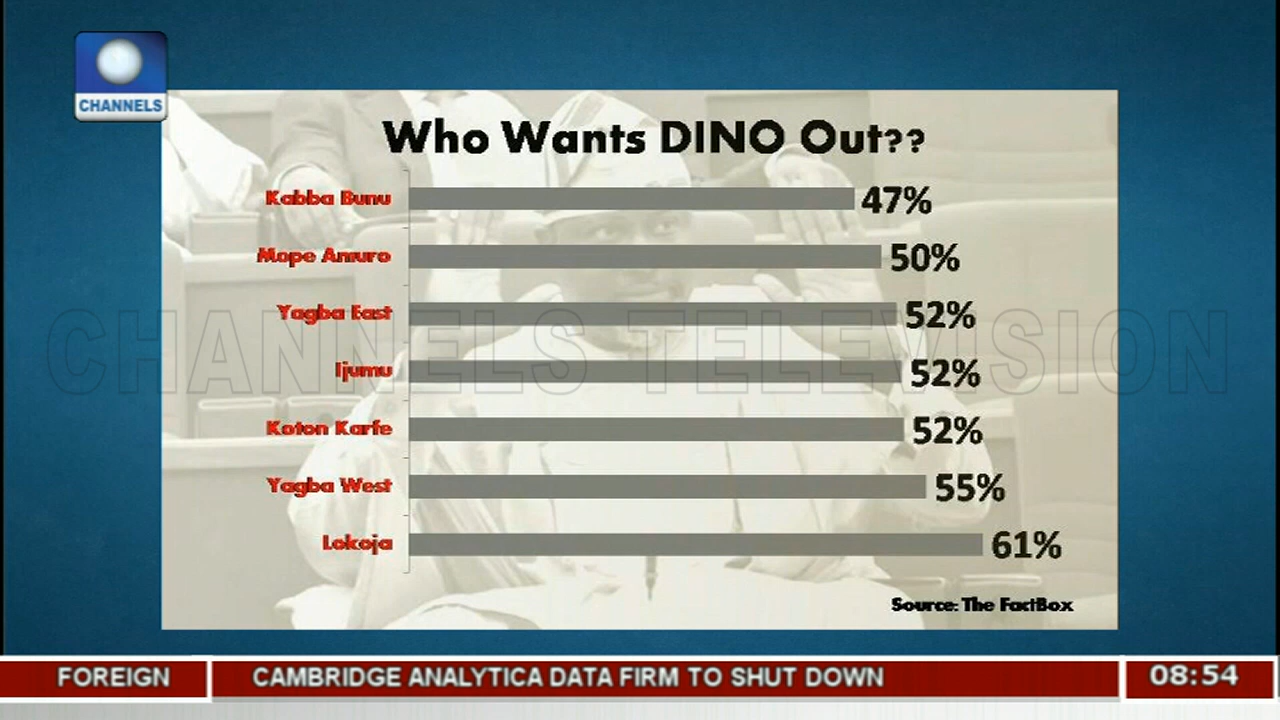 CHANNELS
Who Wants DINO Out??
Kabba Bunu 47%
Mope Amuro 50%
Yagba East 52%
CHANNELS TELEVISION
Ijumu 52%
Koton Karfe 52%
Yagba West 55%
Lokoja 61%
Source: The FactBox
FOREIGN CAMBRIDGE ANALYTICA DATA FIRM TO SHUT DOWN 08:54